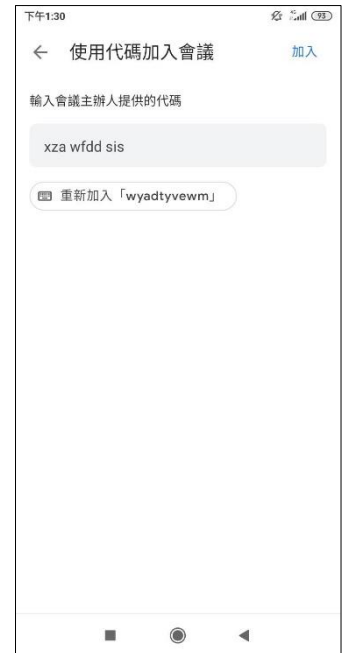 下午1:30
93
← 使用代碼加入會議 加入
輸入會議主辦人提供的代碼
xza wfdd sis
重新加入「wyadtyvewm」